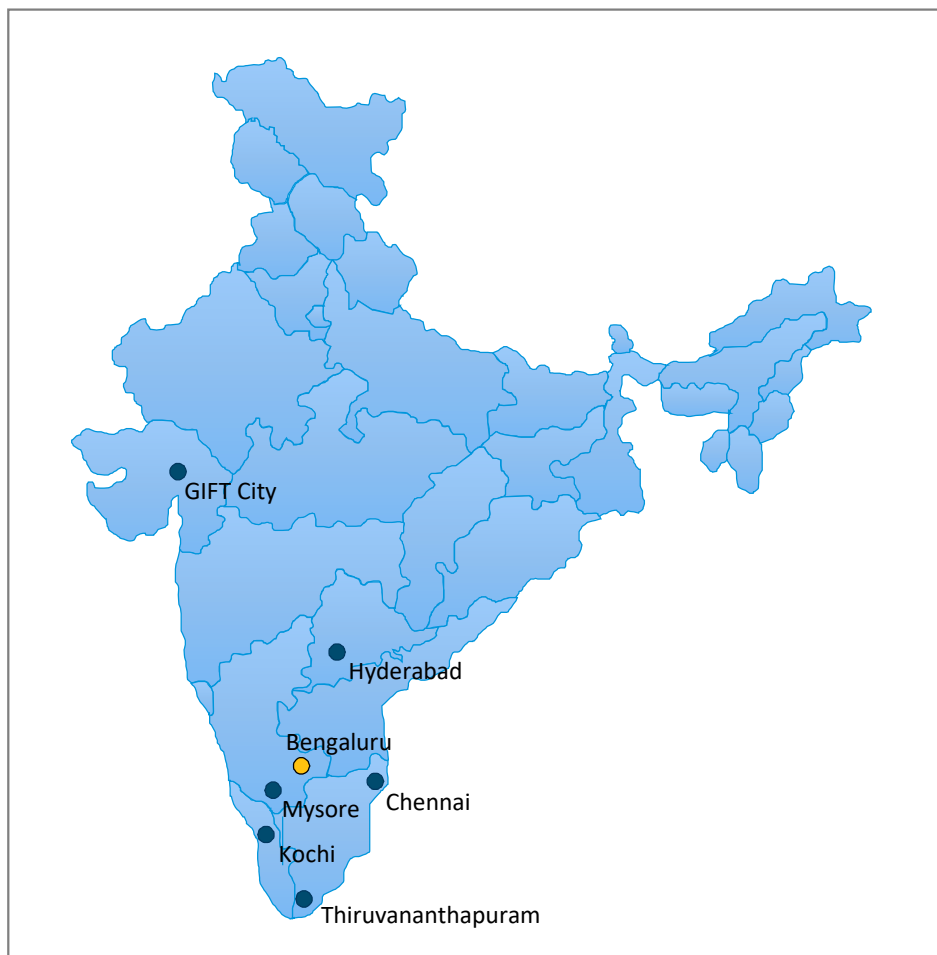 GIFT City
Hyderabad
Bengaluru
Chennai
Mysore
Kochi
Thiruvananthapuram